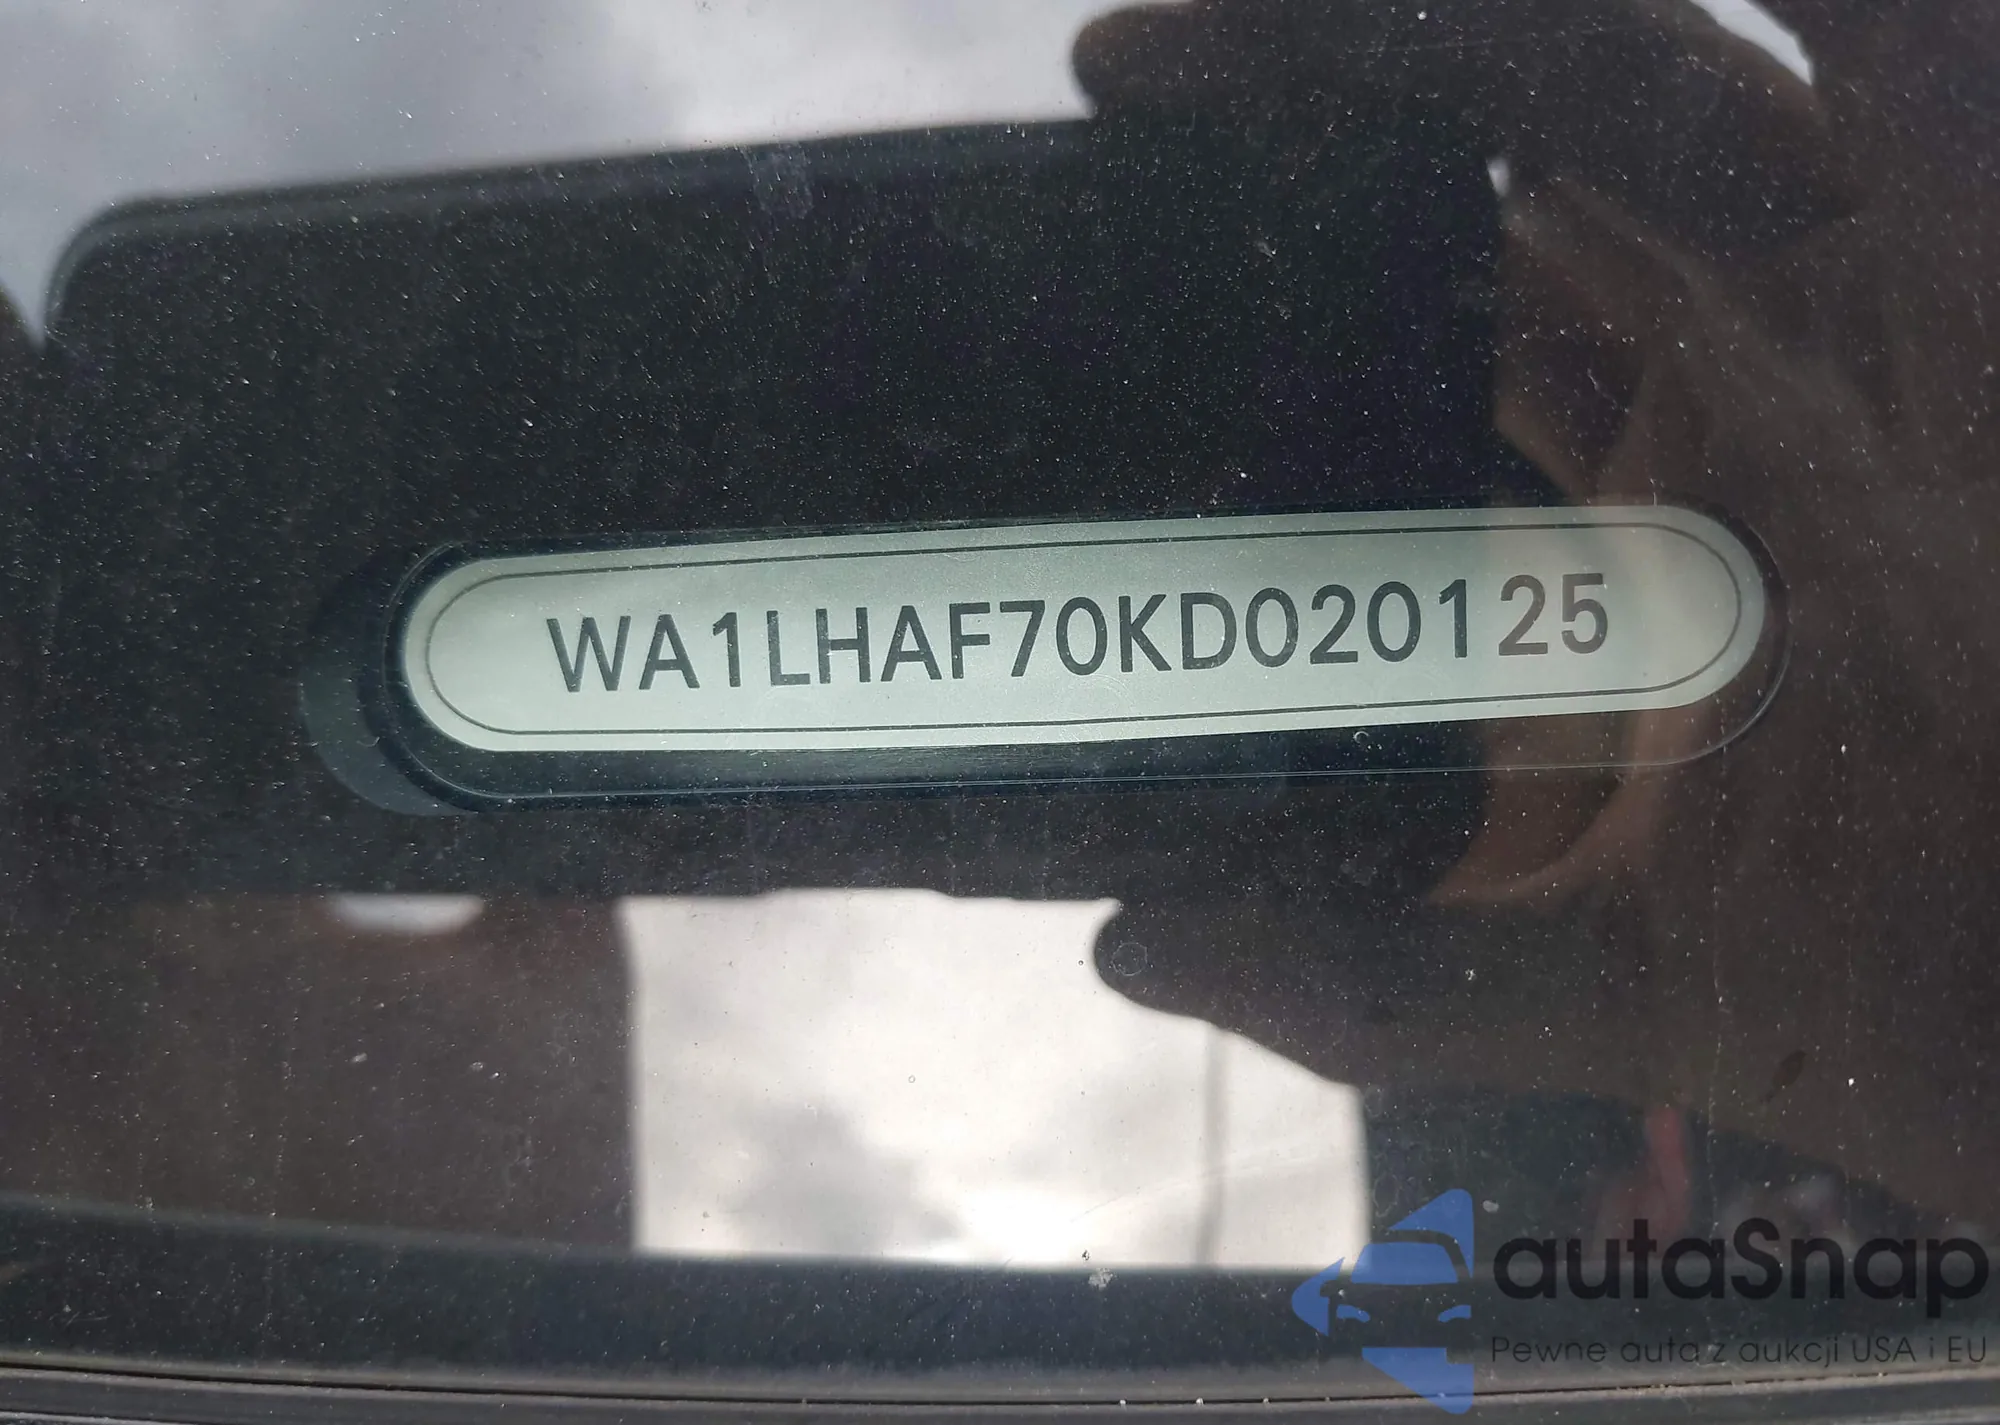 WA1LHAF70KD020125
autaSnap
Pewne auta z aukcji USA i EU